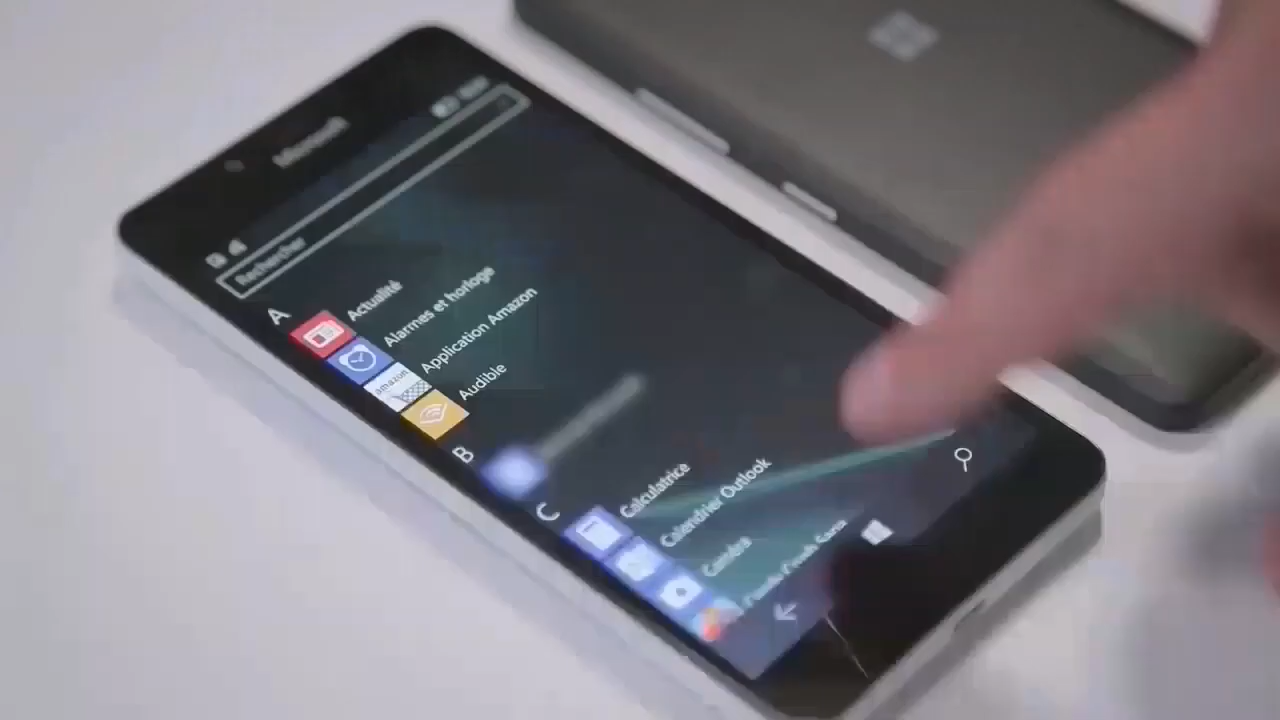 Microsoft
Rechercher
A
Actualité
Alarmes et horloge
amazon
Application Amazon
Audible
B
C
Calculatrice
Calendrier Outlook
Caméra